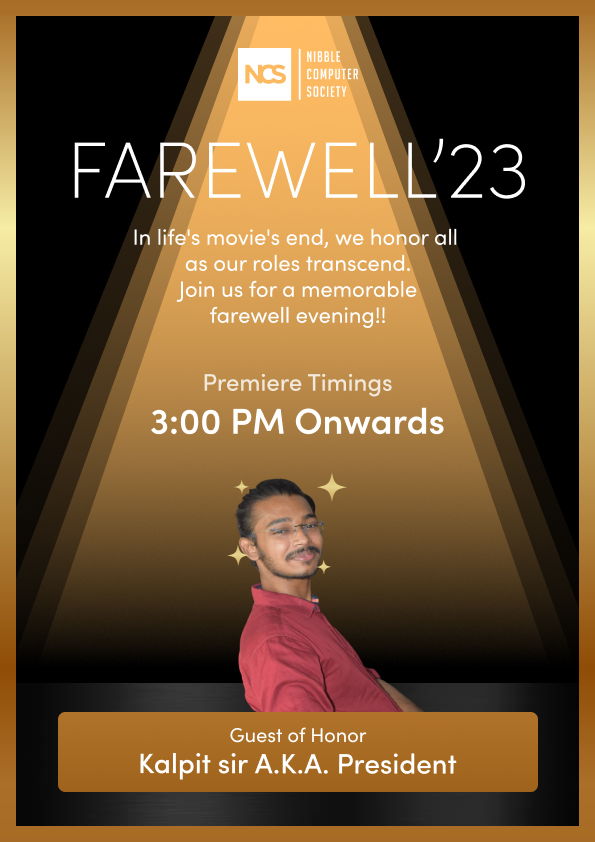 NCS
NIBBLE
COMPUTER
SOCIETY
FAREWELL'23
In life's movie's end, we honor all
as our roles transcend.
Join us for a memorable
farewell evening!!
Premiere Timings
3:00 PM Onwards
Guest of Honor
Kalpit sir A.K.A. President